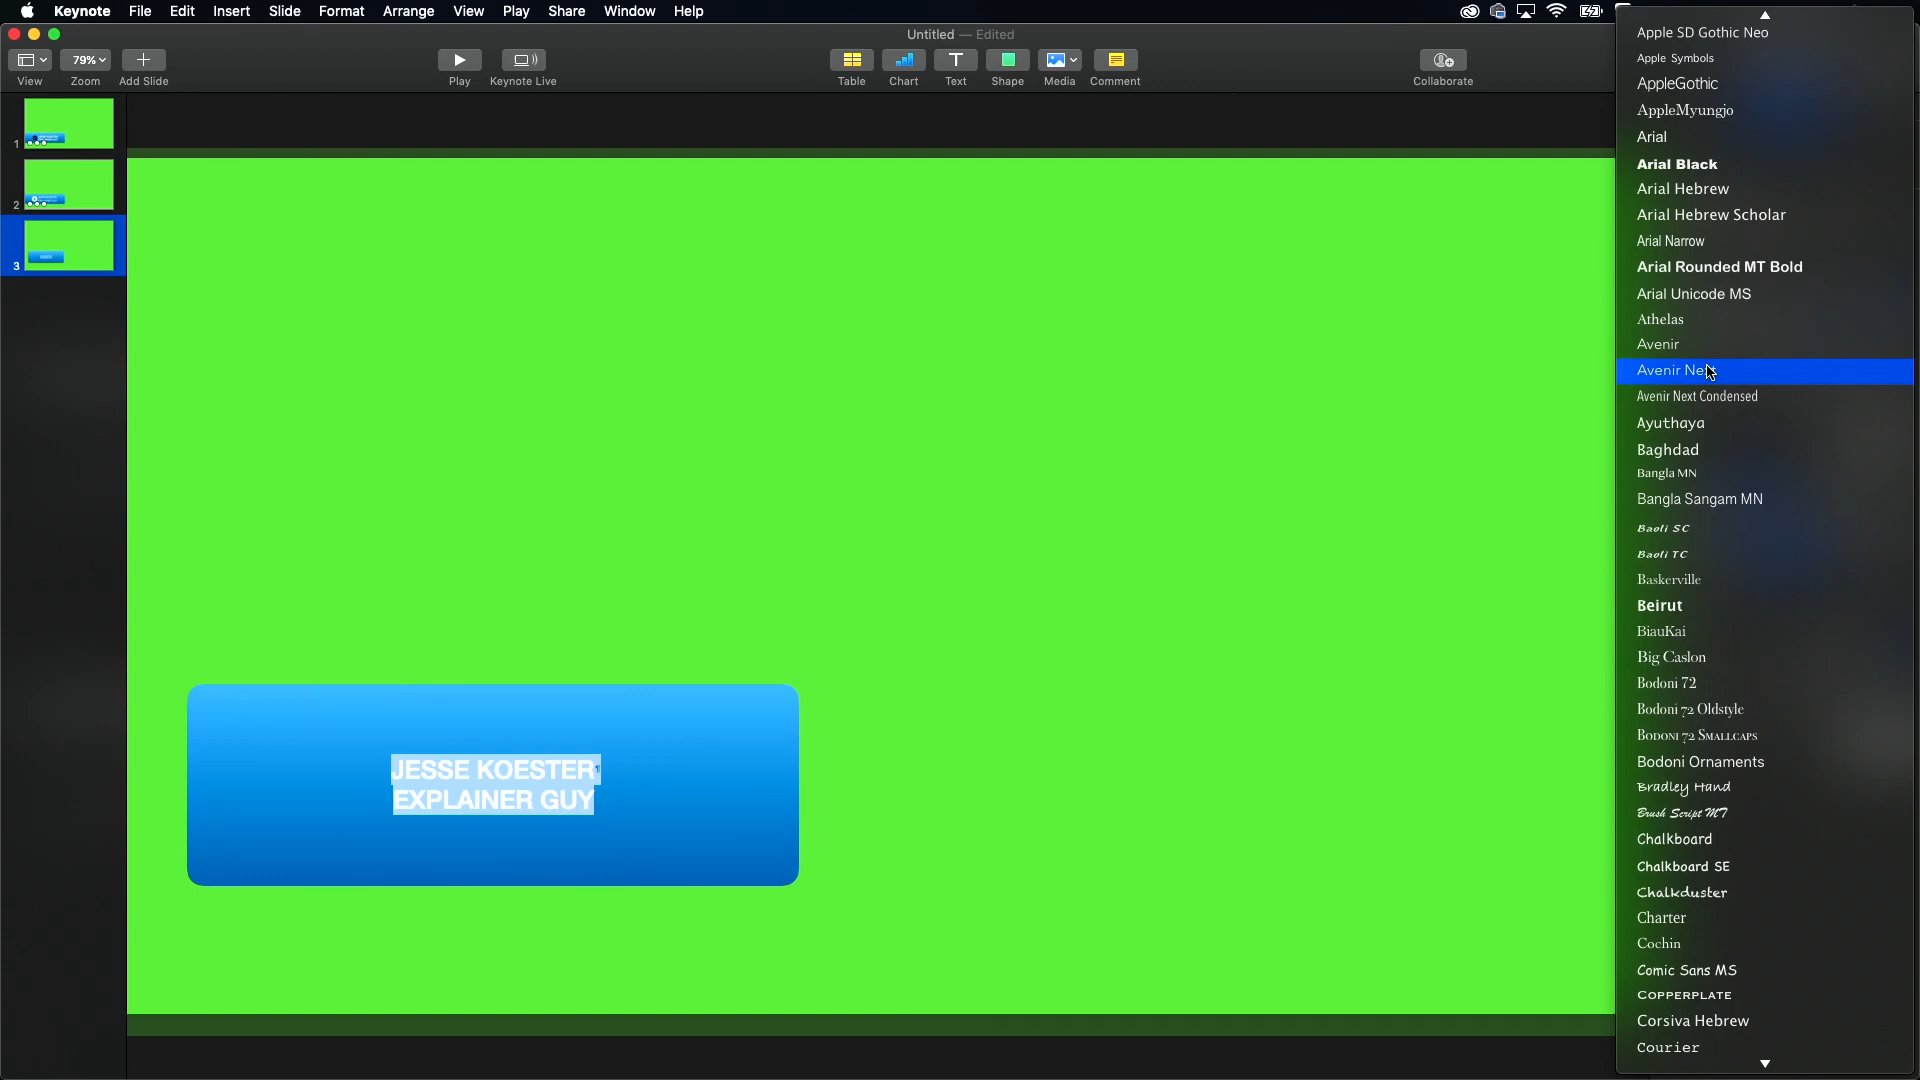 Keynote File Edit Insert Slide Format Arrange View Play Share Window Help
Untitled — Edited
79%
View Zoom Add Slide Play Keynote Live Table Chart Text Shape Media Comment Collaborate
1
2
3
JESSE KOESTER
EXPLAINER GUY
Apple SD Gothic Neo
Apple Symbols
AppleGothic
AppleMyungjo
Arial
Arial Black
Arial Hebrew
Arial Hebrew Scholar
Arial Narrow
Arial Rounded MT Bold
Arial Unicode MS
Athelas
Avenir
Avenir Next
Avenir Next Condensed
Ayuthaya
Baghdad
Bangla MN
Bangla Sangam MN
Baoli SC
Baoli TC
Baskerville
Beirut
BiauKai
Big Caslon
Bodoni 72
Bodoni 72 Oldstyle
Bodoni 72 Smallcaps
Bodoni Ornaments
Bradley Hand
Brush Script MT
Chalkboard
Chalkboard SE
Chalkduster
Charter
Cochin
Comic Sans MS
Copperplate
Corsiva Hebrew
Courier